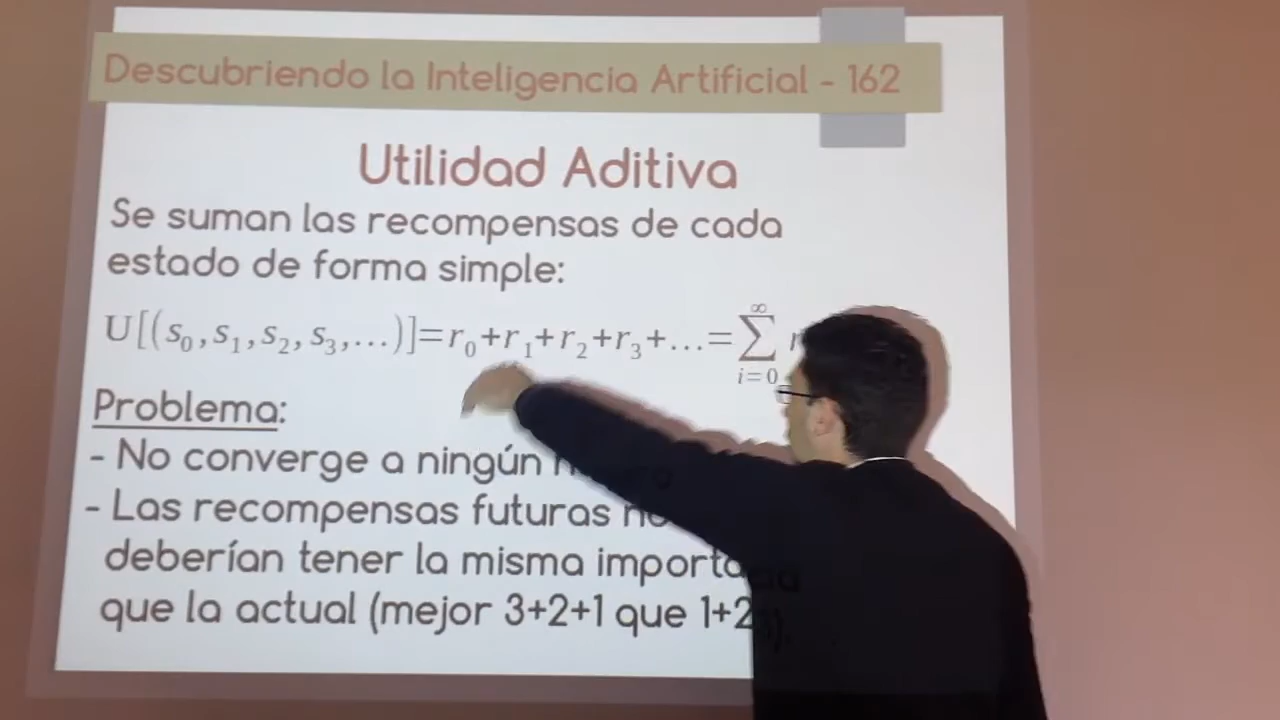 Descubriendo la Inteligencia Artificial - 162
Utilidad Aditiva
Se suman las recompensas de cada
estado de forma simple:
U[(s₀,s₁,s₂,s₃,...)]=r₀+r₁+r₂+r₃+...=∑ i=0 ∞
Problema:
- No converge a ningún
- Las recompensas futuras no
deberían tener la misma importancia
que la actual (mejor 3+2+1 que 1+2